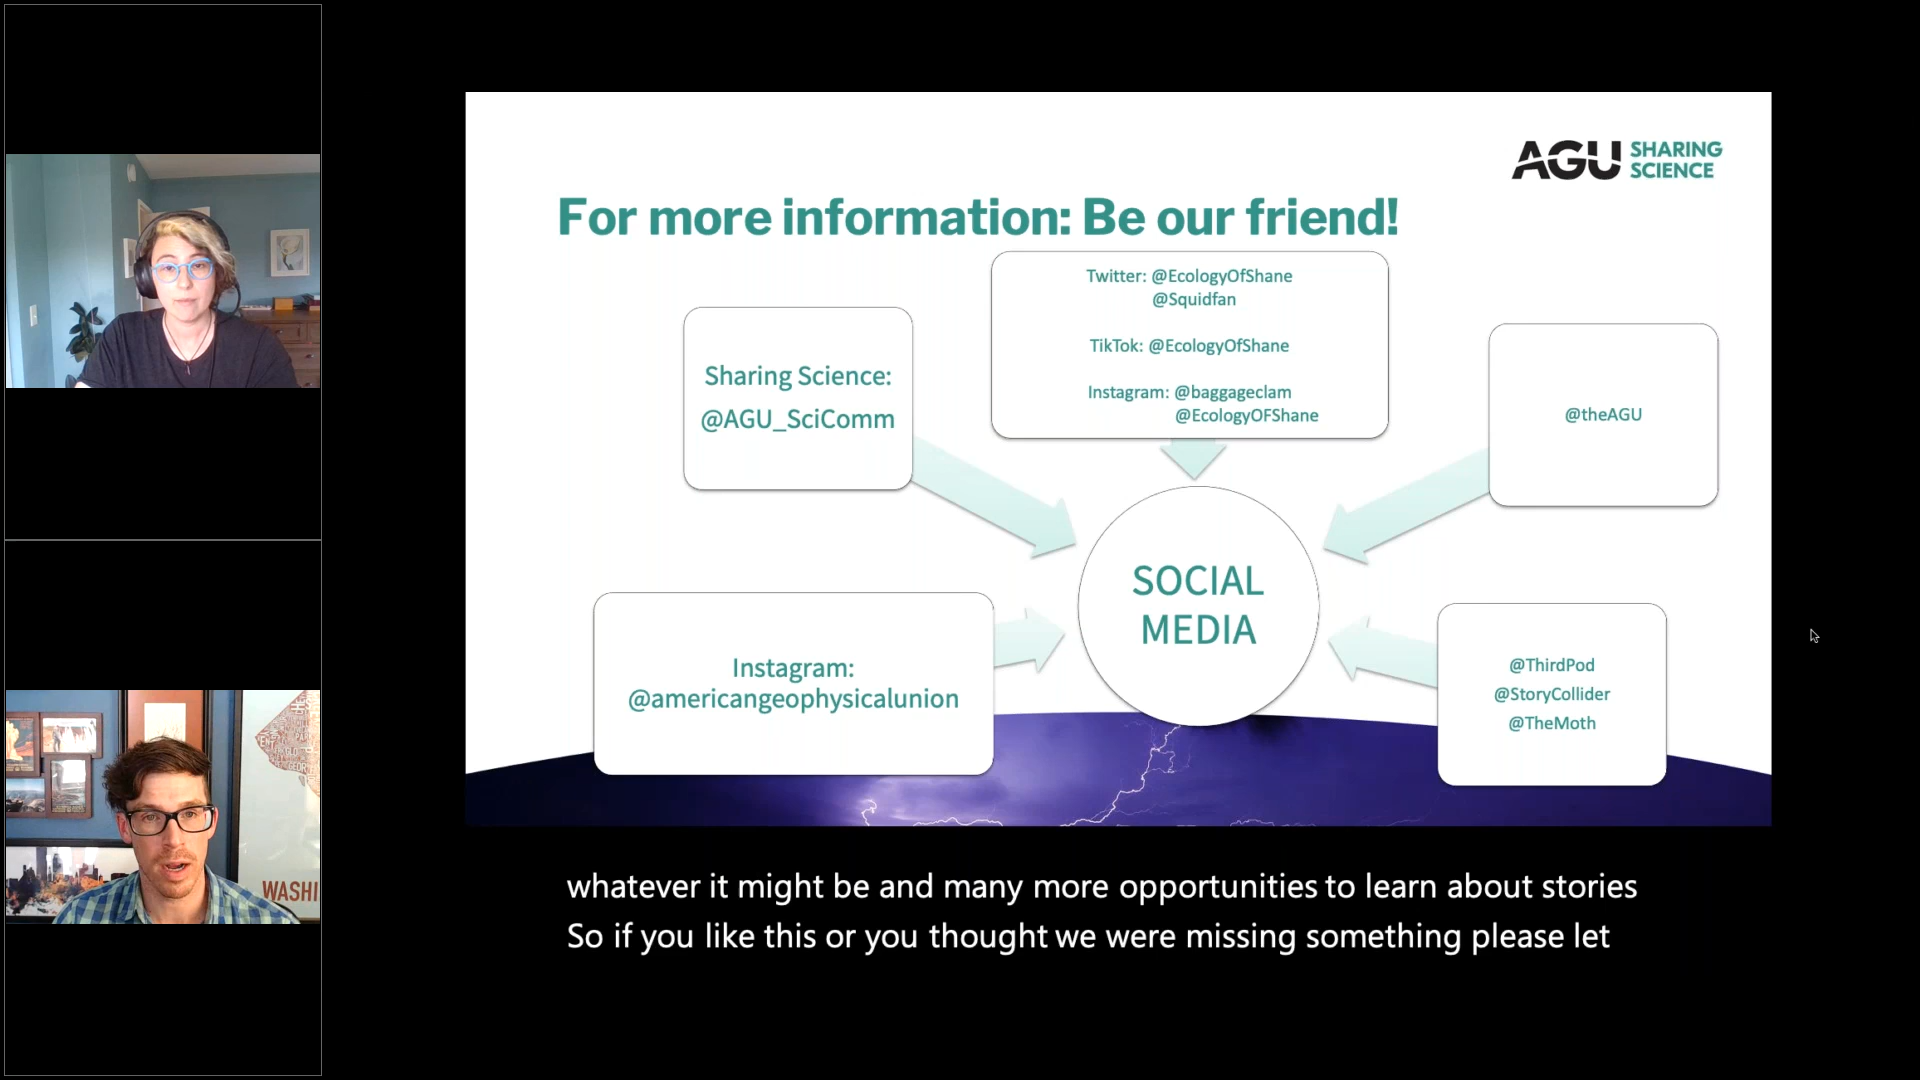 AGU SHARING
SCIENCE
For more information: Be our friend!
Twitter: @EcologyOfShane
@Squidfan
TikTok: @EcologyOfShane
Instagram: @baggageclam
@EcologyOFShane
Sharing Science:
@AGU_SciComm
@theAGU
SOCIAL
MEDIA
Instagram:
@americangeophysicalunion
@ThirdPod
@StoryCollider
@TheMoth
WASHI
whatever it might be and many more opportunities to learn about stories
So if you like this or you thought we were missing something please let